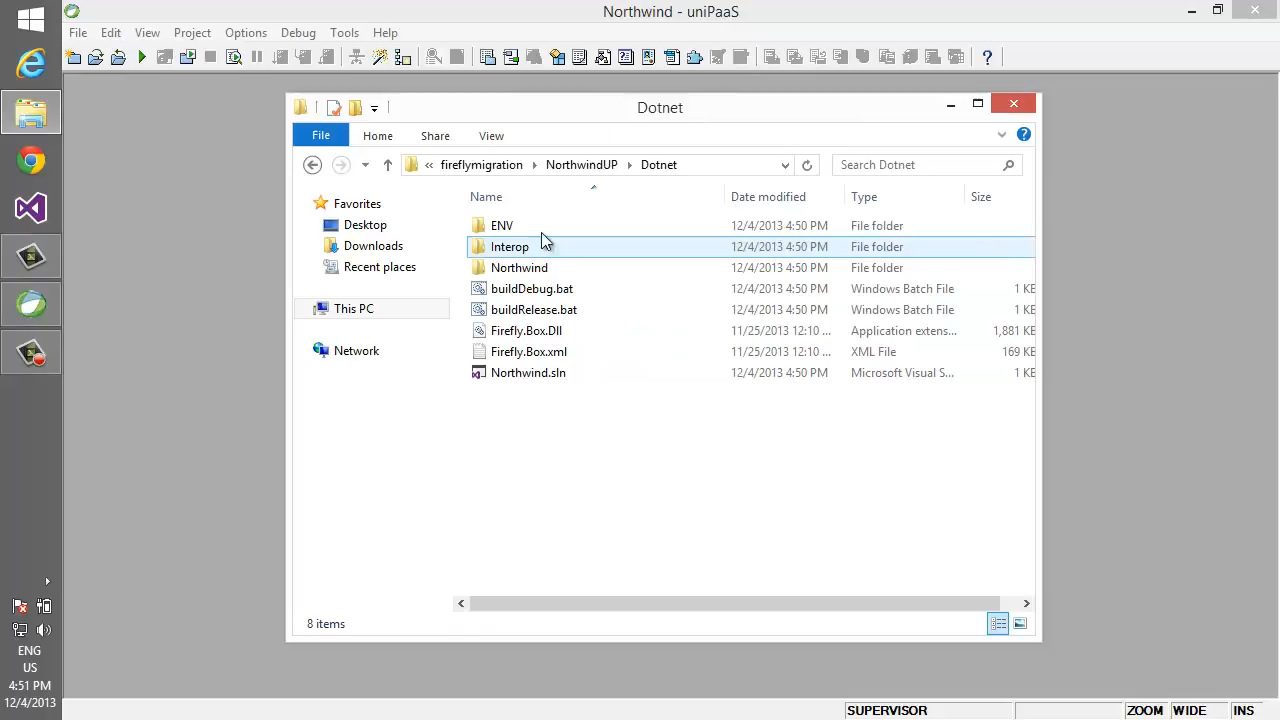 Northwind - uniPaaS
File Edit View Project Options Debug Tools Help
Dotnet
File Home Share View
« fireflymigration NorthwindUP Dotnet
Search Dotnet
Name Date modified Type Size
Favorites
Desktop
Downloads
Recent places
This PC
Network
ENV 12/4/2013 4:50 PM File folder
Interop 12/4/2013 4:50 PM File folder
Northwind 12/4/2013 4:50 PM File folder
buildDebug.bat 12/4/2013 4:50 PM Windows Batch File 1 KB
buildRelease.bat 12/4/2013 4:50 PM Windows Batch File 1 KB
Firefly.Box.Dll 11/25/2013 12:10 ... Application extens... 1,881 KB
Firefly.Box.xml 11/25/2013 12:10 ... XML File 169 KB
Northwind.sln 12/4/2013 4:50 PM Microsoft Visual S... 1 KB
8 items
ENG
US
4:51 PM
12/4/2013
SUPERVISOR ZOOM WIDE INS